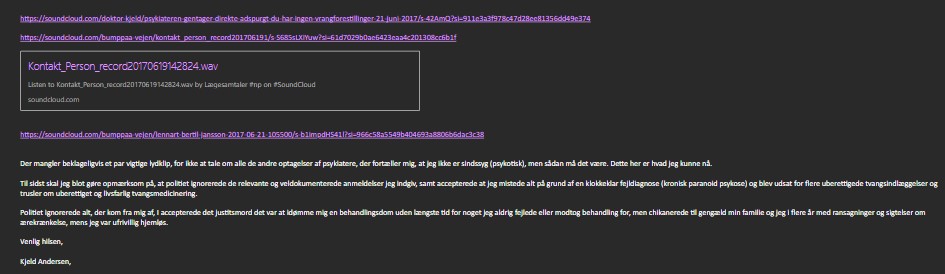 https://soundcloud.com/doktor-kjeld/psykiateren-gentager-direkte-adspurgt-du-har-ingen-vrangforestillinger-21-juni-2017/s-42AmQ?si=911e3a3f978c47d28ee81356dd49e374
https://soundcloud.com/bumppaa-vejen/kontakt_person_record201706191/s-S68SsLXiYuw?si=61d7029b0ae6423eaa4c201308cc6b1f
Kontakt_Person_record20170619142824.wav
Listen to Kontakt_Person_record20170619142824.wav by Lægesamtaler #np on #SoundCloud
soundcloud.com
https://soundcloud.com/bumppaa-vejen/lennart-bertil-jansson-2017-06-21-105500/s-b1ImpdHS41l?si=966c58a5549b404693a8806b6dac3c38
Der mangler beklageligvis et par vigtige lydklip, for ikke at tale om alle de andre optagelser af psykiatere, der fortæller mig, at jeg ikke er sindssyg (psykotisk), men sådan må det være. Dette her er hvad jeg kunne nå.
Til sidst skal jeg blot gøre opmærksom på, at politiet ignorerede de relevante og veldokumenterede anmeldelser jeg indgiv, samt accepterede at jeg mistede alt på grund af en klokkeklar fejldiagnose (kronisk paranoid psykose) og blev udsat for flere uberettigede tvangsindlæggelser og
trusler om uberettiget og livsfarlig tvangsmedicinering.
Politiet ignorerede alt, der kom fra mig af, I accepterede det justitsmord det var at idømme mig en behandlingsdom uden længste tid for noget jeg aldrig fejlede eller modtog behandling for, men chikanerede til gengæld min familie og jeg i flere år med ransagninger og sigtelser om
ærekrænkelse, mens jeg var ufrivillig hjemløs.
Venlig hilsen,
Kjeld Andersen,